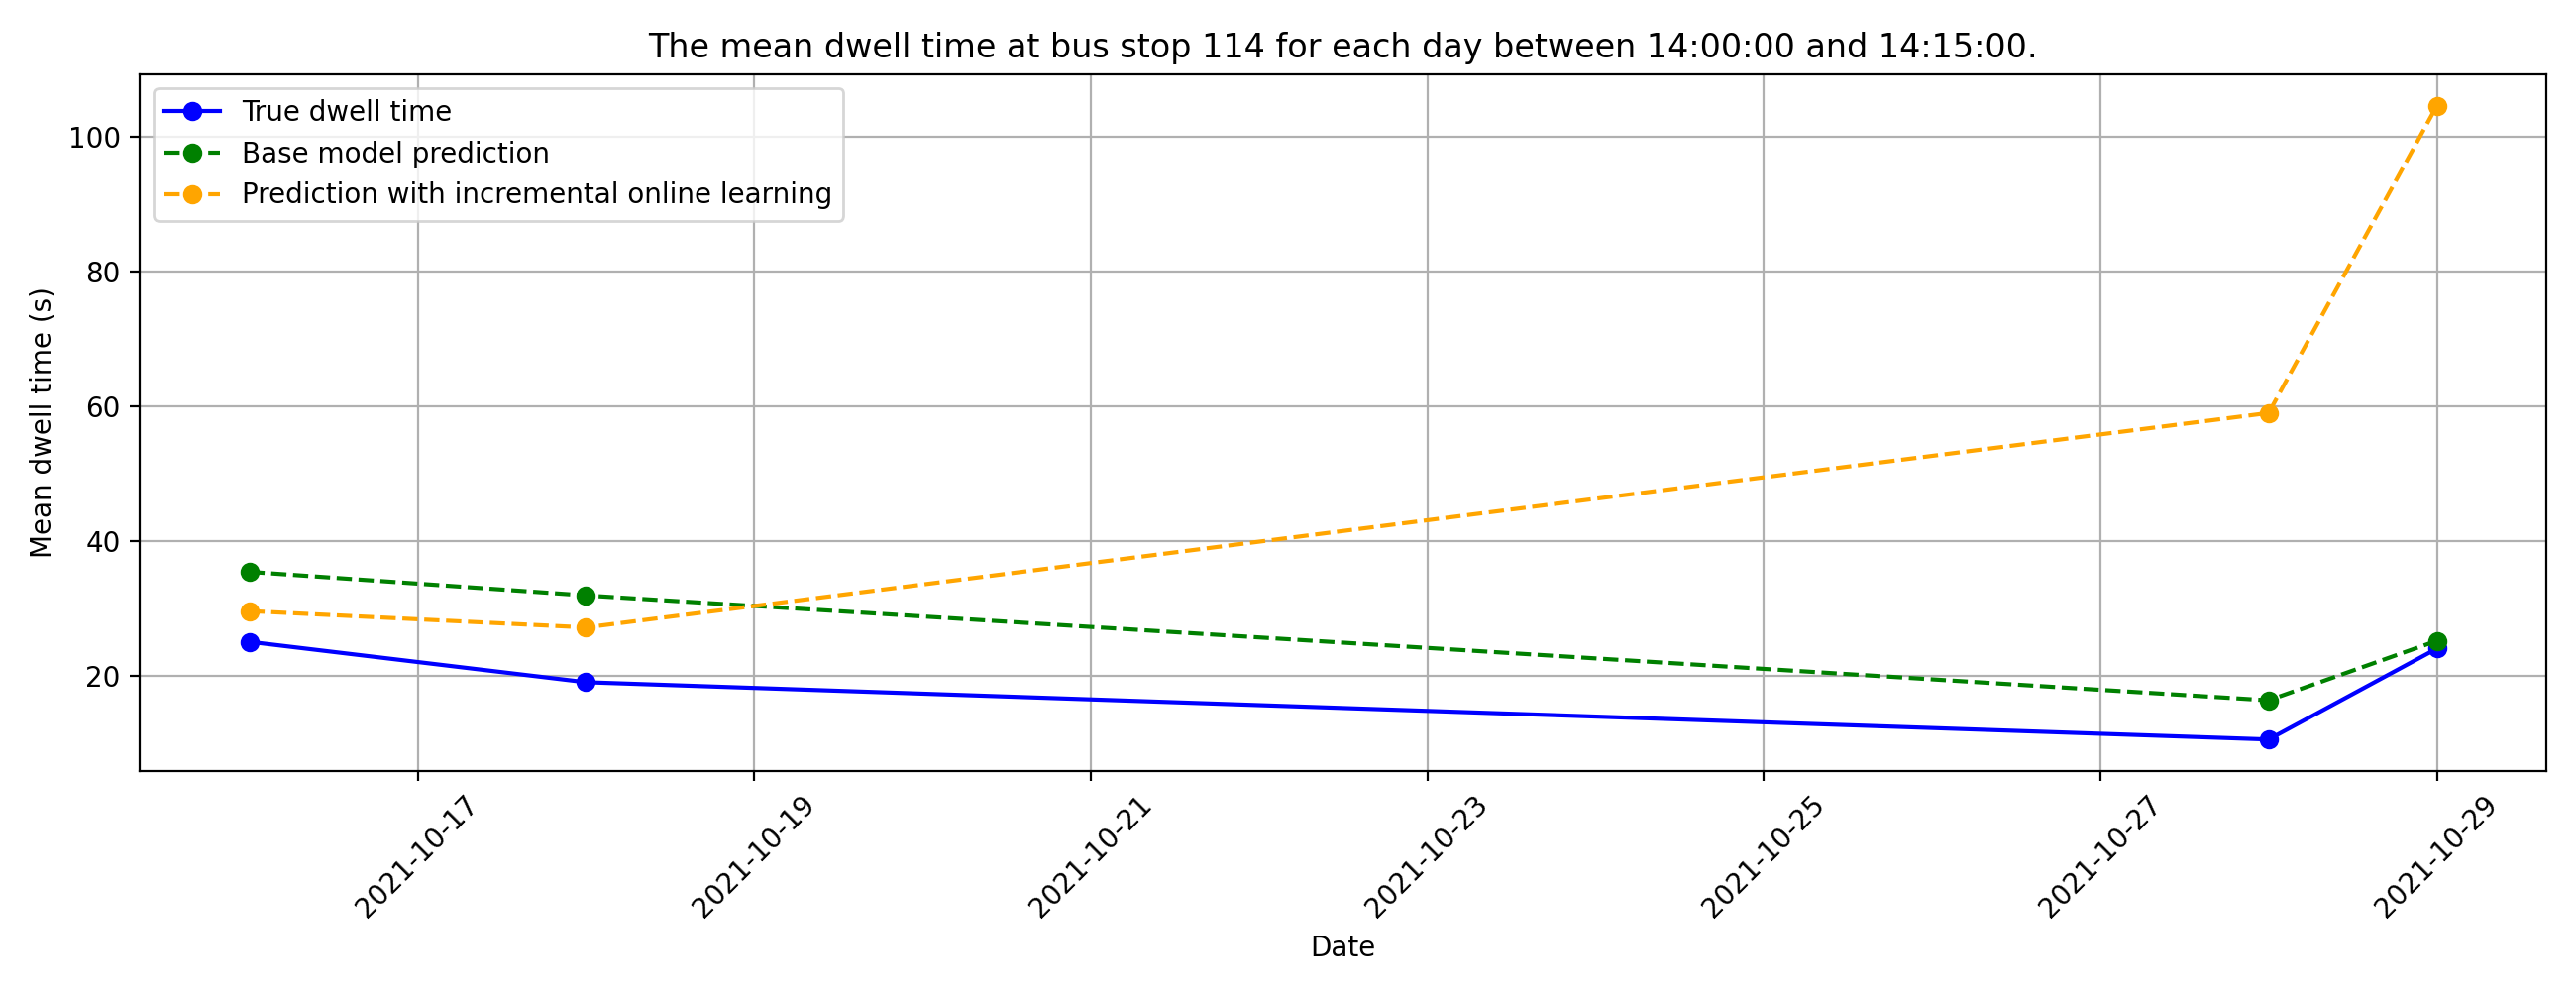 The mean dwell time at bus stop 114 for each day between 14:00:00 and 14:15:00.
True dwell time
Base model prediction
Prediction with incremental online learning
Mean dwell time (s)
100
80
60
40
20
2021-10-17
2021-10-19
2021-10-21
2021-10-23
2021-10-25
2021-10-27
2021-10-29
Date